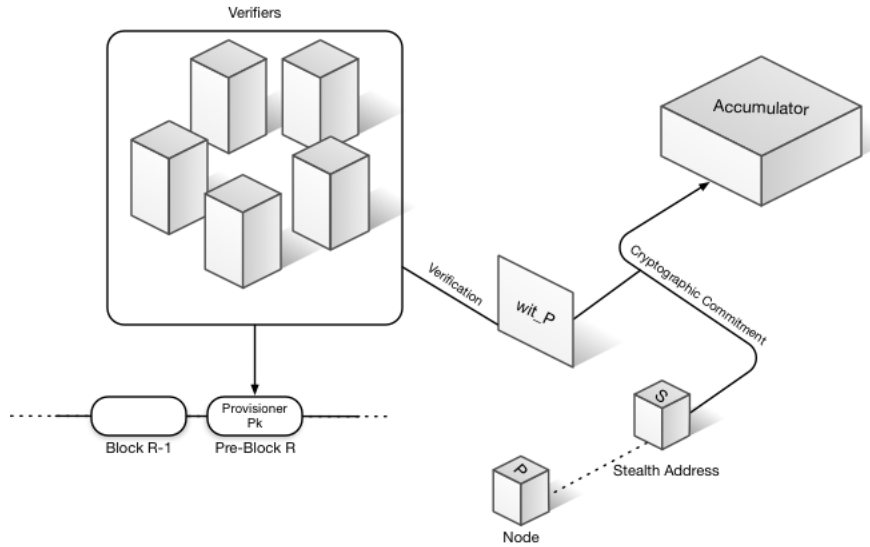 Verifiers
Accumulator
Verification
wit_P
Cryptographic Commitment
Provisioner
Pk
Block R-1
Pre-Block R
S
Stealth Address
P
Node